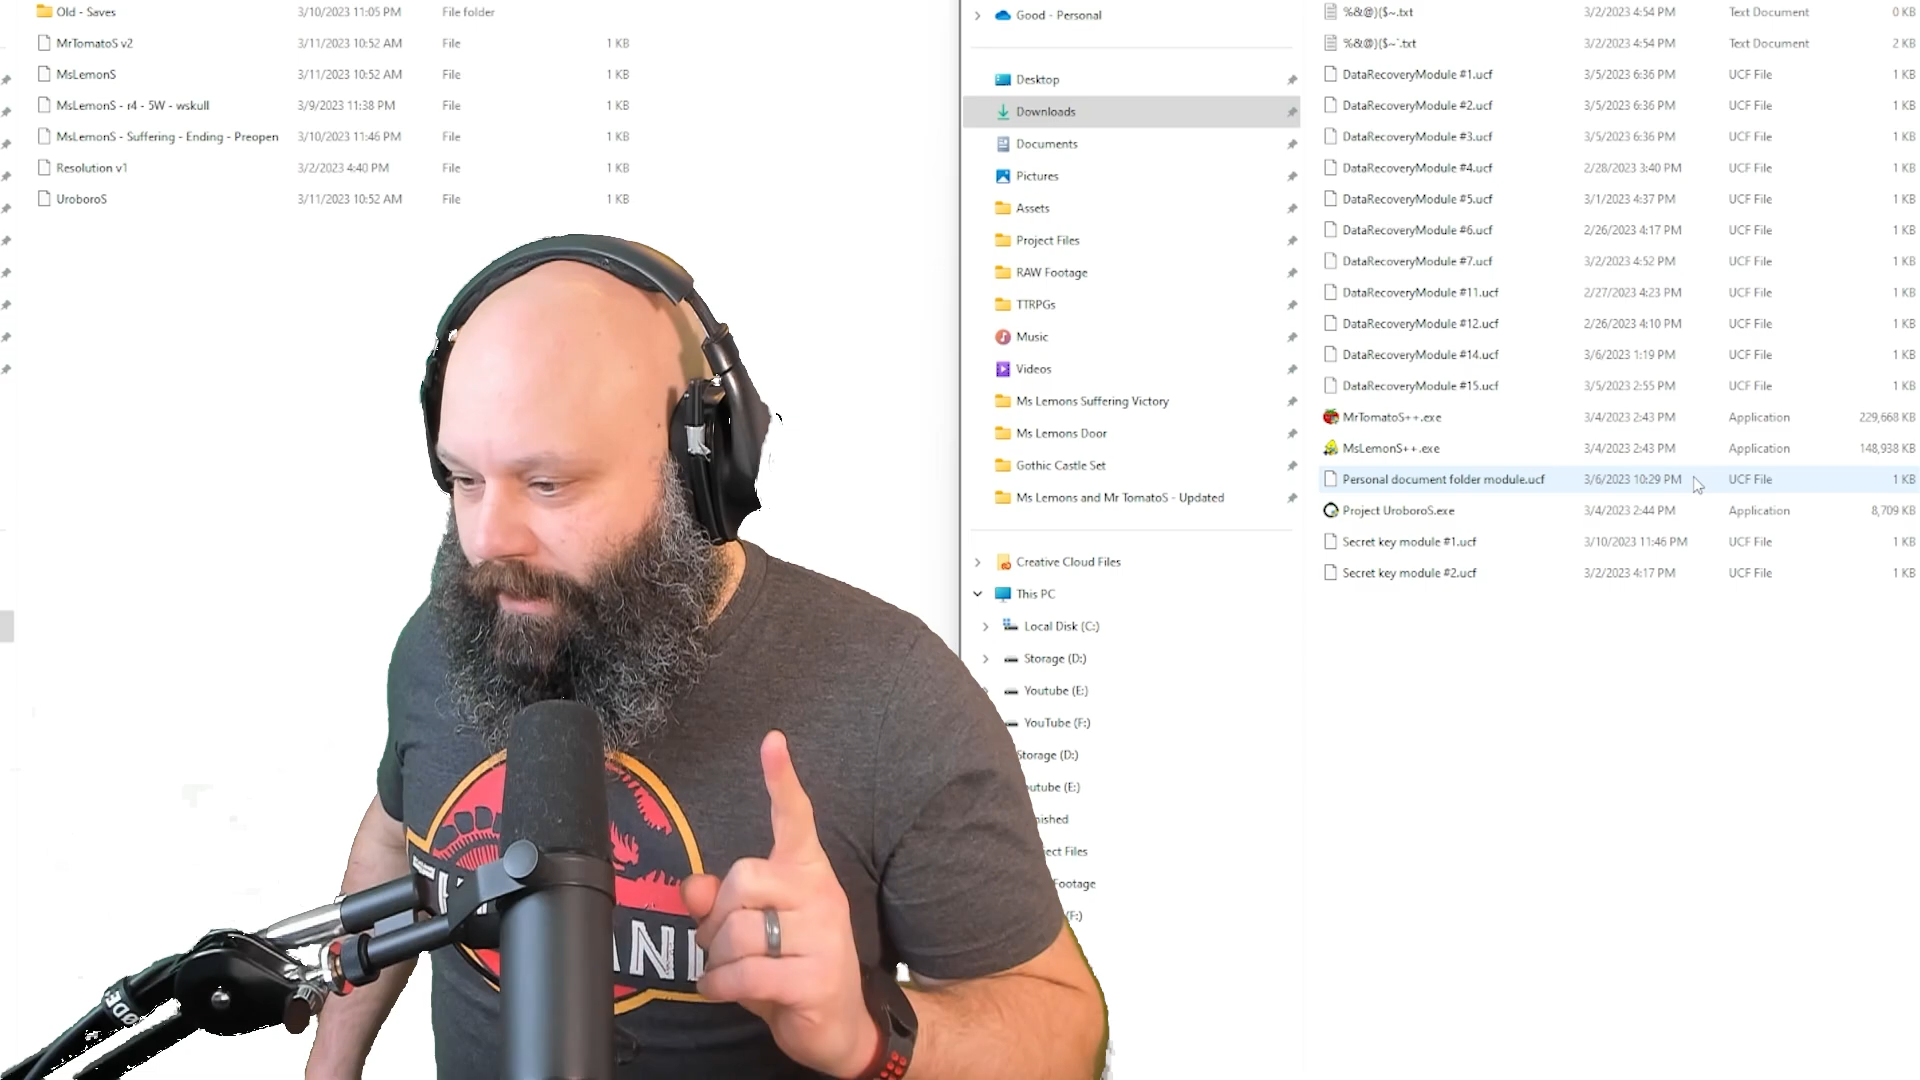 Old - Saves 3/10/2023 11:05 PM File folder
MrTomatoS v2 3/11/2023 10:52 AM File 1 KB
MsLemonS 3/11/2023 10:52 AM File 1 KB
MsLemonS - r4 - 5W - wskull 3/9/2023 11:38 PM File 1 KB
MsLemonS - Suffering - Ending - Preopen 3/10/2023 11:46 PM File 1 KB
Resolution v1 3/2/2023 4:40 PM File 1 KB
UroboroS 3/11/2023 10:52 AM File 1 KB
Good - Personal
Desktop
Downloads
Documents
Pictures
Assets
Project Files
RAW Footage
TTRPGs
Music
Videos
Ms Lemons Suffering Victory
Ms Lemons Door
Gothic Castle Set
Ms Lemons and Mr TomatoS - Updated
Creative Cloud Files
This PC
Local Disk (C:)
Storage (D:)
Youtube (E:)
YouTube (F:)
Storage (D:)
outube (E:)
ished
ect Files
Footage
(F:)
%&@}{$~.txt 3/2/2023 4:54 PM Text Document 0 KB
%&@}{$~¨.txt 3/2/2023 4:54 PM Text Document 2 KB
DataRecoveryModule #1.ucf 3/5/2023 6:36 PM UCF File 1 KB
DataRecoveryModule #2.ucf 3/5/2023 6:36 PM UCF File 1 KB
DataRecoveryModule #3.ucf 3/5/2023 6:36 PM UCF File 1 KB
DataRecoveryModule #4.ucf 2/28/2023 3:40 PM UCF File 1 KB
DataRecoveryModule #5.ucf 3/1/2023 4:37 PM UCF File 1 KB
DataRecoveryModule #6.ucf 2/26/2023 4:17 PM UCF File 1 KB
DataRecoveryModule #7.ucf 3/2/2023 4:52 PM UCF File 1 KB
DataRecoveryModule #11.ucf 2/27/2023 4:23 PM UCF File 1 KB
DataRecoveryModule #12.ucf 2/26/2023 4:10 PM UCF File 1 KB
DataRecoveryModule #14.ucf 3/6/2023 1:19 PM UCF File 1 KB
DataRecoveryModule #15.ucf 3/5/2023 2:55 PM UCF File 1 KB
MrTomatoS++.exe 3/4/2023 2:43 PM Application 229,668 KB
MsLemonS++.exe 3/4/2023 2:43 PM Application 148,938 KB
Personal document folder module.ucf 3/6/2023 10:29 PM UCF File 1 KB
Project UroboroS.exe 3/4/2023 2:44 PM Application 8,709 KB
Secret key module #1.ucf 3/10/2023 11:46 PM UCF File 1 KB
Secret key module #2.ucf 3/2/2023 4:17 PM UCF File 1 KB
RODE